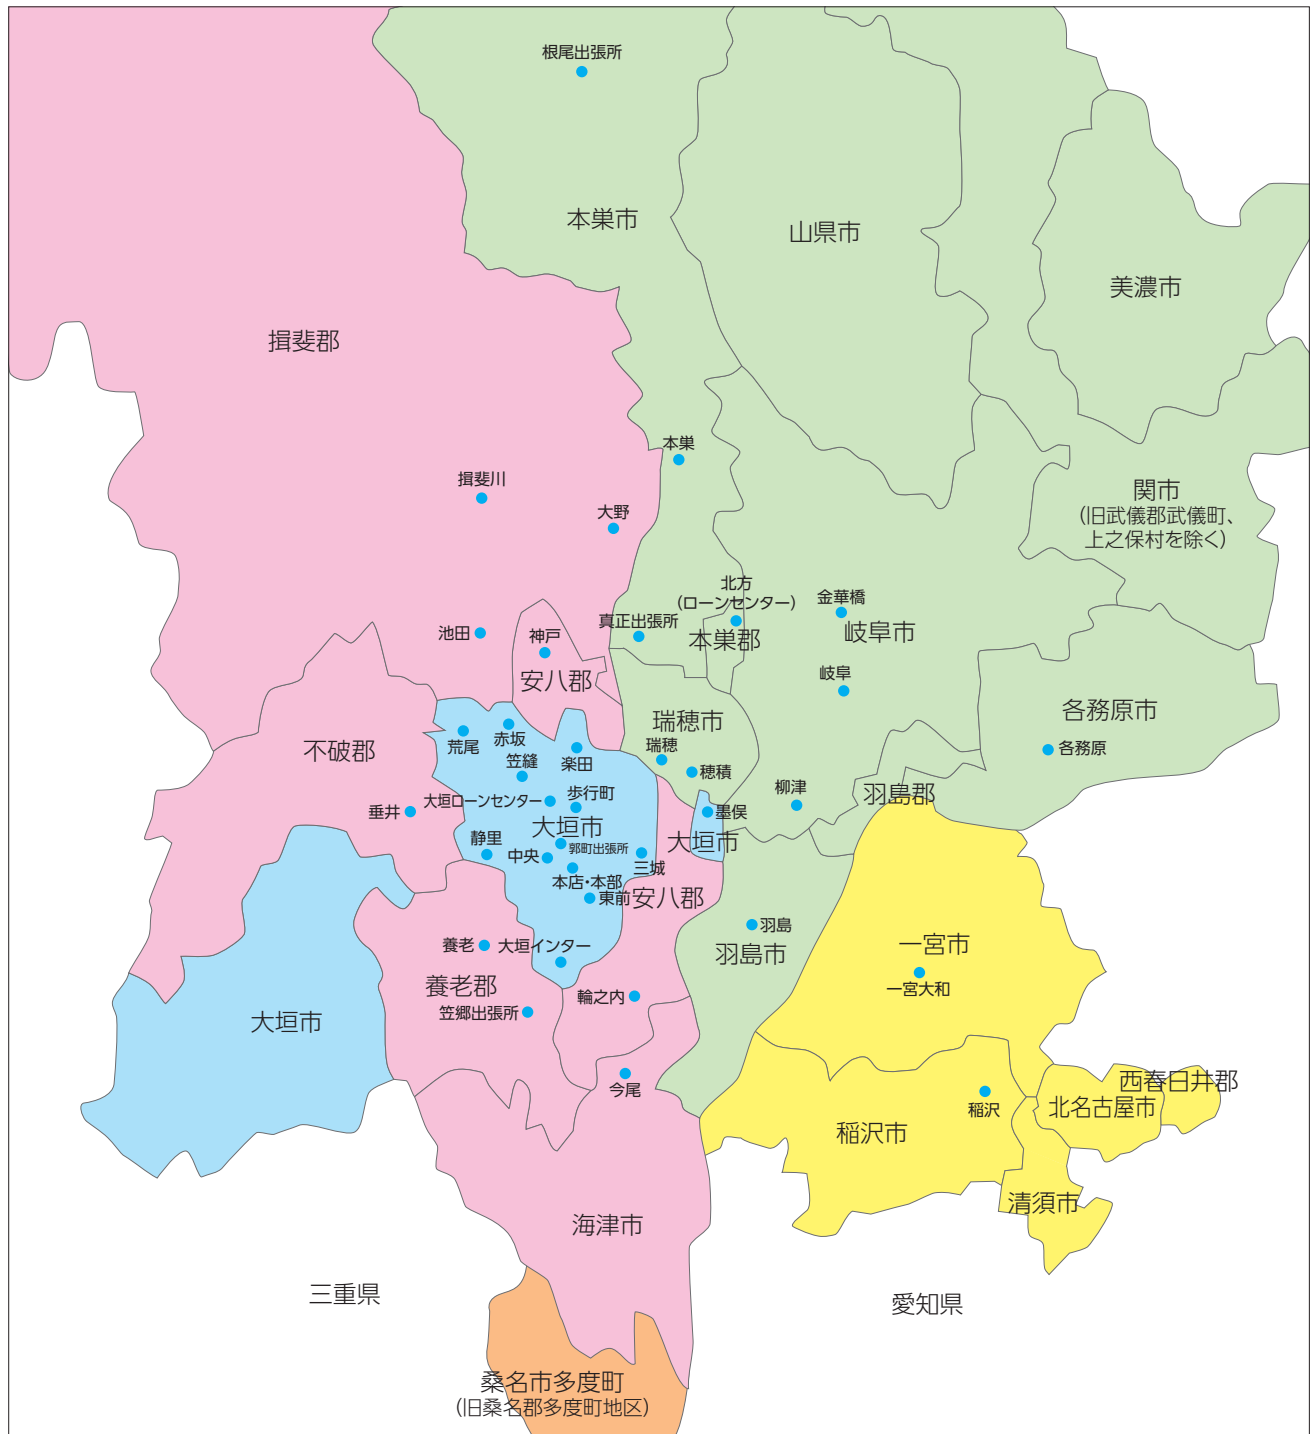 根尾出張所
本巣市
山県市
美濃市
揖斐郡
本巣
揖斐川
関市
(旧武儀郡武儀町、
上之保村を除く)
大野
北方
(ローンセンター)
金華橋
池田
神戸
真正出張所
本巣郡
岐阜市
安八郡
岐阜
各務原市
瑞穂市
不破郡
荒尾
赤坂
楽田
瑞穂
各務原
笠縫
穂積
大垣ローンセンター
歩行町
柳津
羽島郡
垂井
墨俣
大垣市
静里
中央
郭町出張所
三城
大垣市
本店・本部
東前
安八郡
羽島
養老
大垣インター
羽島市
一宮市
養老郡
輪之内
一宮大和
笠郷出張所
大垣市
今尾
稲沢
西春日井郡
北名古屋市
稲沢市
清須市
海津市
三重県
愛知県
桑名市多度町
(旧桑名郡多度町地区)